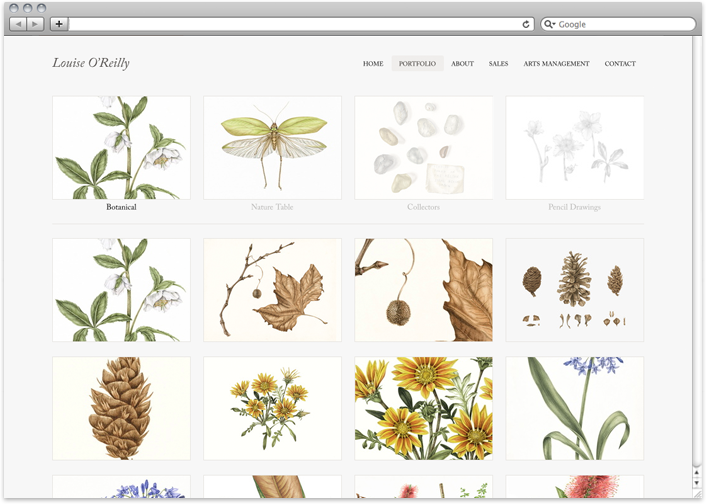 Google
Louise O'Reilly
HOME PORTFOLIO ABOUT SALES ARTS MANAGEMENT CONTACT
Botanical Nature Table Collectors Pencil Drawings